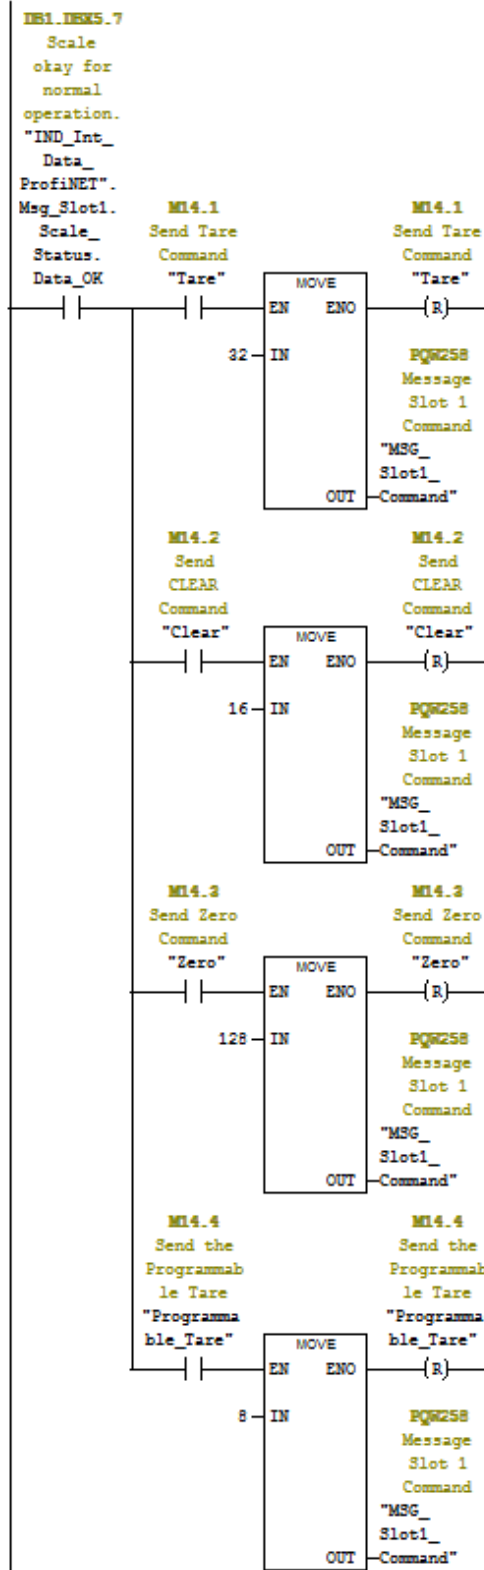 DB1.DBX5.7
Scale
okay for
normal
operation.
"IND_Int_
Data_
ProfiNET".
Msg_Slot1.
Scale_
Status.
Data_OK
M14.1
Send Tare
Command
"Tare"
MOVE
EN ENO
32 IN
OUT
M14.1
Send Tare
Command
"Tare"
(R)
PQW258
Message
Slot 1
Command
"MSG_
Slot1_
Command"
M14.2
Send
CLEAR
Command
"Clear"
MOVE
EN ENO
16 IN
OUT
M14.2
Send
CLEAR
Command
"Clear"
(R)
PQW258
Message
Slot 1
Command
"MSG_
Slot1_
Command"
M14.3
Send Zero
Command
"Zero"
MOVE
EN ENO
128 IN
OUT
M14.3
Send Zero
Command
"Zero"
(R)
PQW258
Message
Slot 1
Command
"MSG_
Slot1_
Command"
M14.4
Send the
Programmab
le Tare
"Programma
ble_Tare"
MOVE
EN ENO
8 IN
OUT
M14.4
Send the
Programmab
le Tare
"Programma
ble_Tare"
(R)
PQW258
Message
Slot 1
Command
"MSG_
Slot1_
Command"